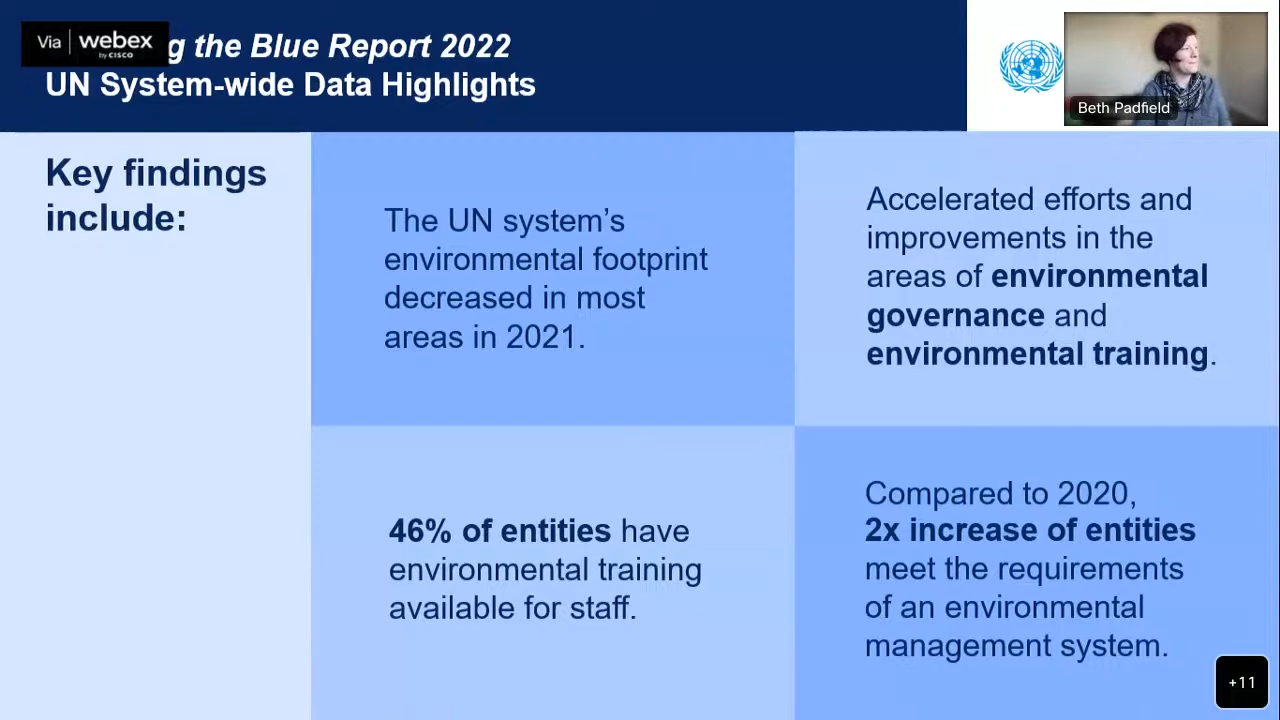 Via webex
by CISCO
g the Blue Report 2022
UN System-wide Data Highlights
Beth Padfield
Key findings
include:
The UN system’s
environmental footprint
decreased in most
areas in 2021.
Accelerated efforts and
improvements in the
areas of environmental
governance and
environmental training.
46% of entities have
environmental training
available for staff.
Compared to 2020,
2x increase of entities
meet the requirements
of an environmental
management system.
+11